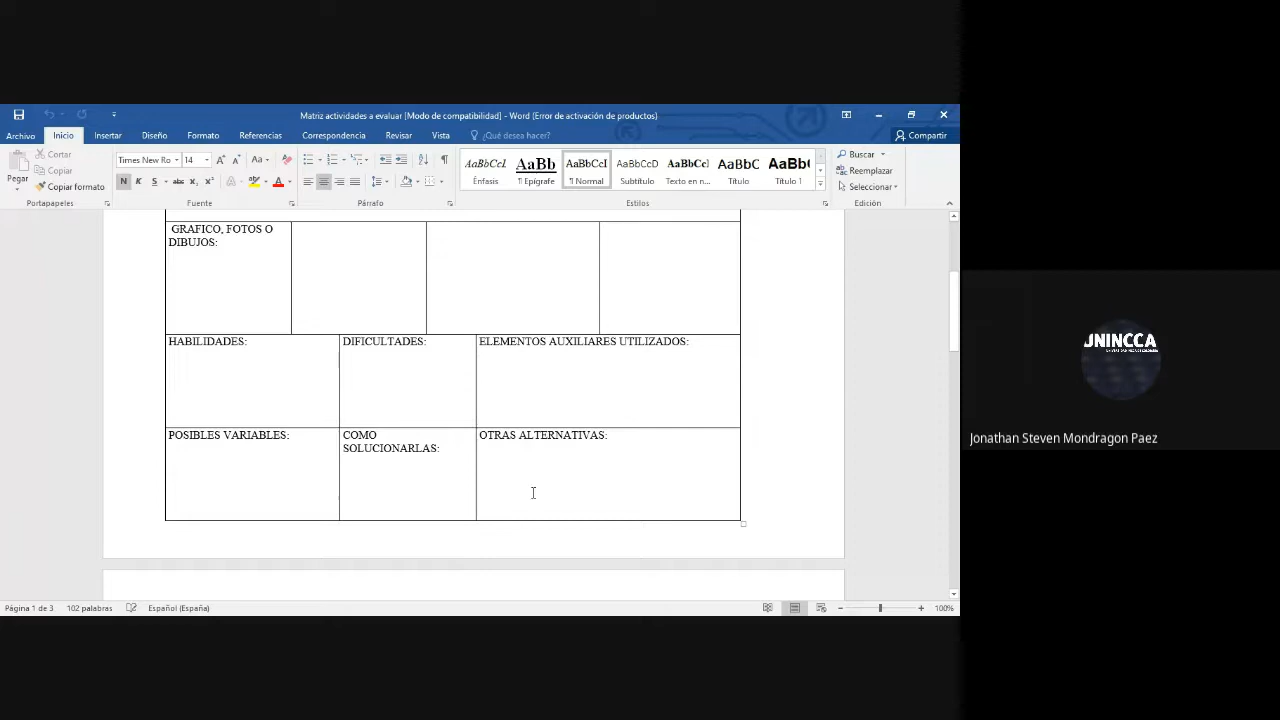 Matriz actividades a evaluar [Modo de compatibilidad] - Word (Error de activación de productos)
Archivo Inicio Insertar Diseño Formato Referencias Correspondencia Revisar Vista ¿Qué desea hacer? Compartir
Pegar
Cortar
Copiar
Copiar formato
Portapapeles
Times New Ro 14
N K S abc x₂ x²
Fuente
Párrafo
AaBbCcI Énfasis
AaBb ¶ Epígrafe
AaBbCcI ¶ Normal
AaBbCcD Subtítulo
AaBbCcI Texto en n...
AaBbC Título
AaBb( Título 1
Estilos
Buscar
Reemplazar
Seleccionar
Edición
GRAFICO, FOTOS O
DIBUJOS:
HABILIDADES: DIFICULTADES: ELEMENTOS AUXILIARES UTILIZADOS:
POSIBLES VARIABLES: COMO
SOLUCIONARLAS: OTRAS ALTERNATIVAS:
Página 1 de 3 102 palabras Español (España) 100%
UNINCCA
Jonathan Steven Mondragon Paez